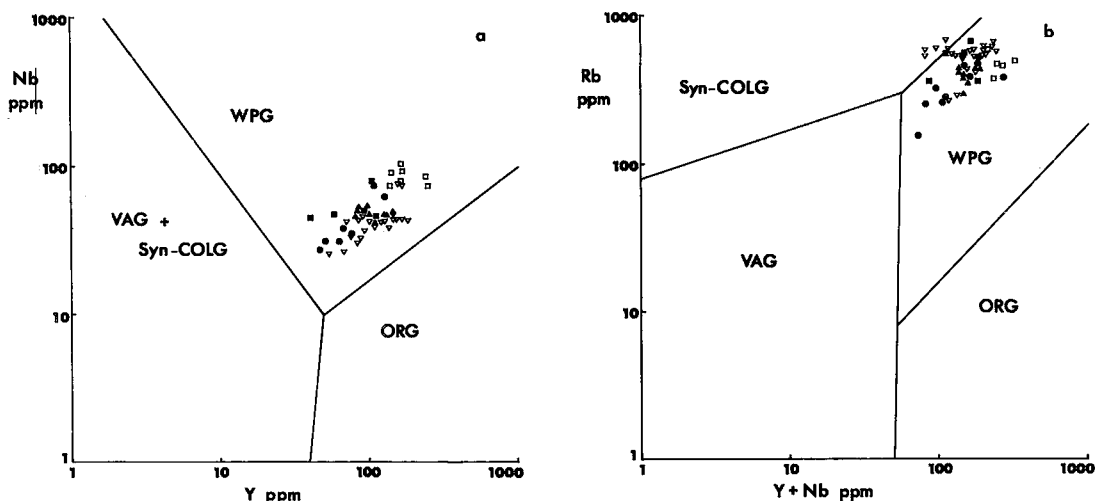 1000
a
Nb
ppm
WPG
100
VAG +
Syn-COLG
10
ORG
1
1
10
100
1000
Y ppm
1000
b
Rb
ppm
Syn-COLG
100
WPG
VAG
10
ORG
1
1
10
100
1000
Y + Nb ppm